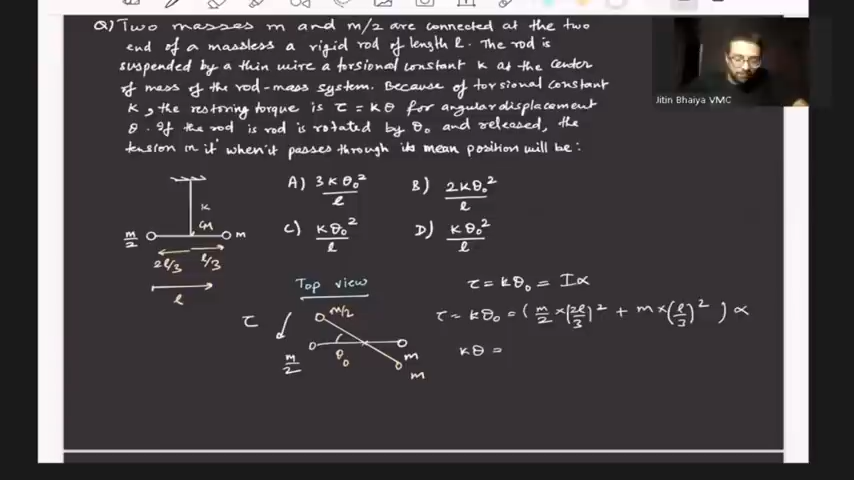 Q) Two masses m and m/2 are connected at the two
end of a massless a rigid rod of length l. The rod is
suspended by a thin wire a torsional constant k at the center
of mass of the rod-mass system. Because of torsional constant
k, the restoring torque is τ = kθ for angular displacement
θ. If the rod is rod is rotated by θ₀ and released, the
tension in it when it passes through its mean position will be:
Jitin Bhaiya VMC
A) 3kθ₀²/l B) 2kθ₀²/l
C) kθ₀²/l D) kθ₀²/l
k
CM
m/2 m
2l/3 l/3
l
Top view
τ
m/2
m/2 θ₀ m
m
τ = kθ₀ = Iα
τ = kθ₀ = (m/2 × (2l/3)² + m × (l/3)²) α
kθ =